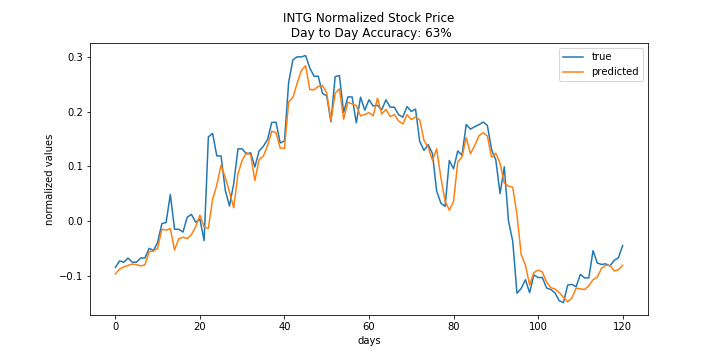 INTG Normalized Stock Price
Day to Day Accuracy: 63%
true
predicted
normalized values
0.3
0.2
0.1
0.0
−0.1
0
20
40
60
80
100
120
days